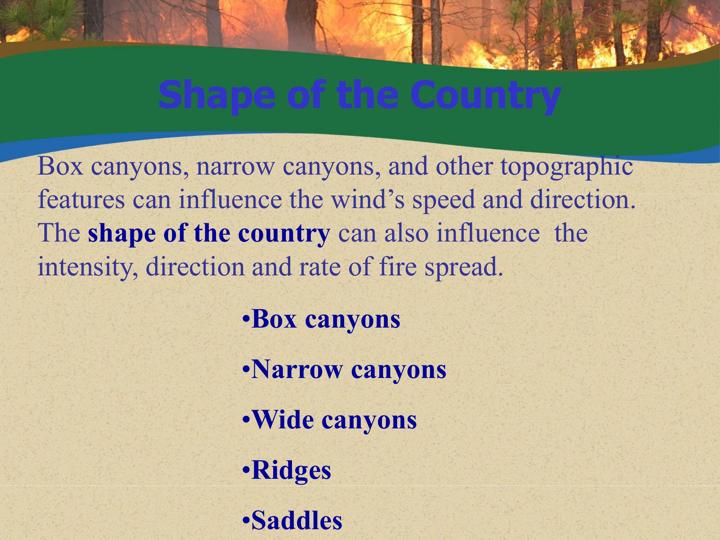 Shape of the Country
Box canyons, narrow canyons, and other topographic
features can influence the wind’s speed and direction.
The shape of the country can also influence  the
intensity, direction and rate of fire spread.
•Box canyons
•Narrow canyons
•Wide canyons
•Ridges
•Saddles